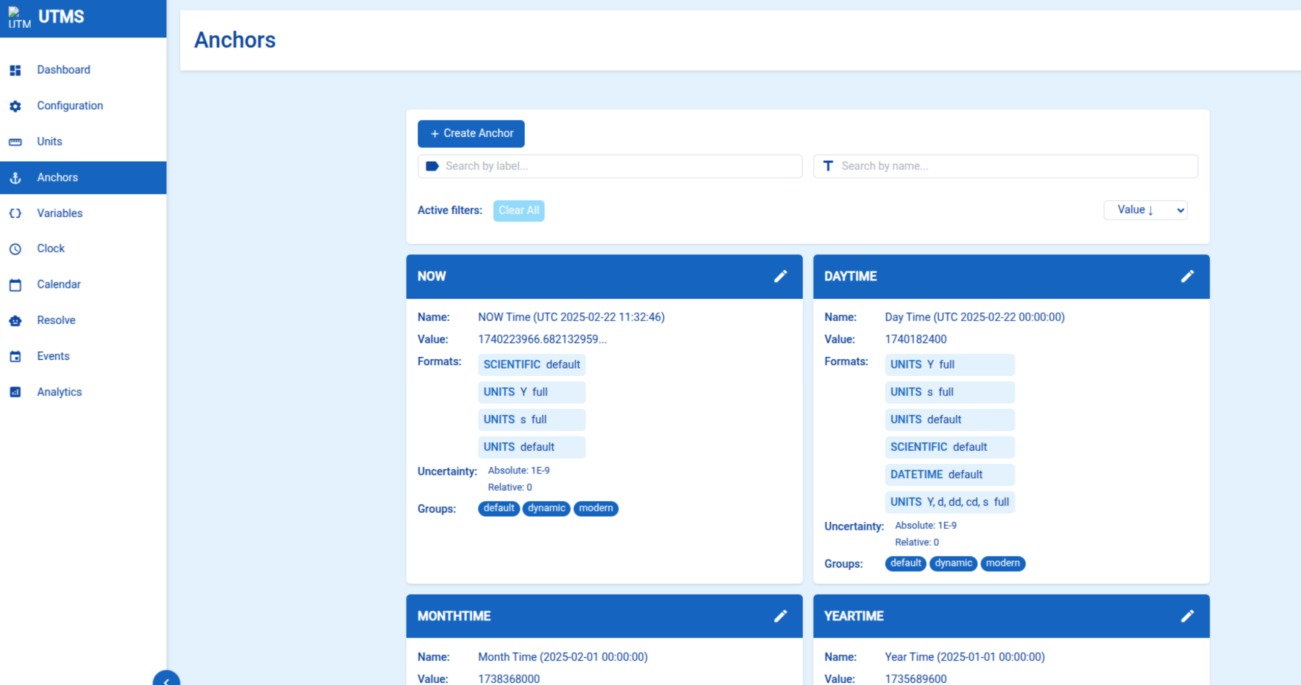 UTM UTMS
Dashboard
Configuration
Units
Anchors
Variables
Clock
Calendar
Resolve
Events
Analytics
Anchors
+ Create Anchor
Search by label...
T Search by name...
Active filters: Clear All
Value ↓
NOW
Name: NOW Time (UTC 2025-02-22 11:32:46)
Value: 1740223966.682132959...
Formats: SCIENTIFIC default
UNITS Y full
UNITS s full
UNITS default
Uncertainty: Absolute: 1E-9
Relative: 0
Groups: default dynamic modern
DAYTIME
Name: Day Time (UTC 2025-02-22 00:00:00)
Value: 1740182400
Formats: UNITS Y full
UNITS s full
UNITS default
SCIENTIFIC default
DATETIME default
UNITS Y, d, dd, cd, s full
Uncertainty: Absolute: 1E-9
Relative: 0
Groups: default dynamic modern
MONTHTIME
Name: Month Time (2025-02-01 00:00:00)
Value: 1738368000
YEARTIME
Name: Year Time (2025-01-01 00:00:00)
Value: 1735689600